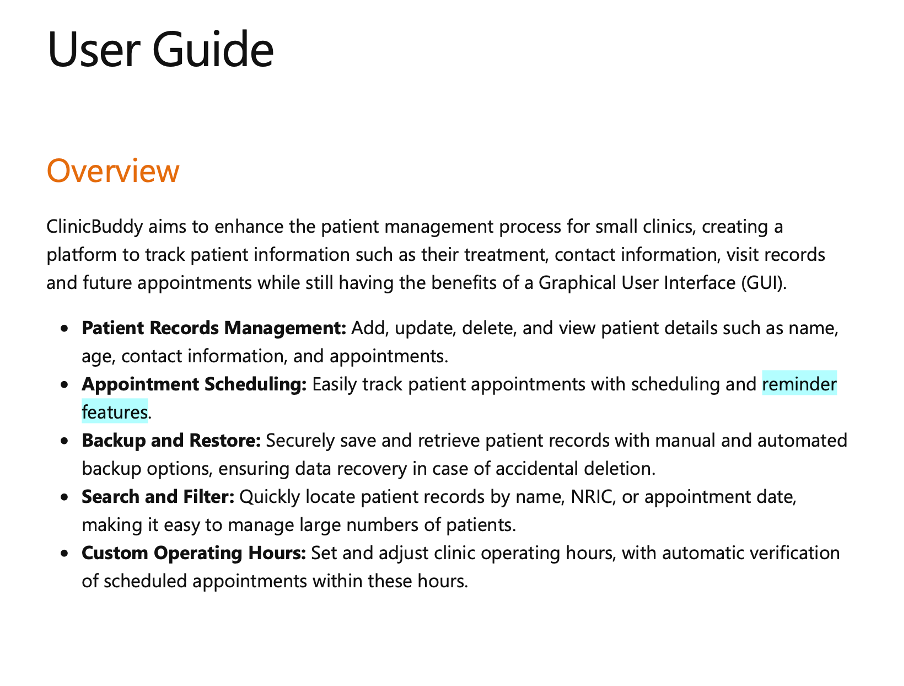 User Guide
Overview
ClinicBuddy aims to enhance the patient management process for small clinics, creating a
platform to track patient information such as their treatment, contact information, visit records
and future appointments while still having the benefits of a Graphical User Interface (GUI).
• Patient Records Management: Add, update, delete, and view patient details such as name,
age, contact information, and appointments.
• Appointment Scheduling: Easily track patient appointments with scheduling and reminder
features.
• Backup and Restore: Securely save and retrieve patient records with manual and automated
backup options, ensuring data recovery in case of accidental deletion.
• Search and Filter: Quickly locate patient records by name, NRIC, or appointment date,
making it easy to manage large numbers of patients.
• Custom Operating Hours: Set and adjust clinic operating hours, with automatic verification
of scheduled appointments within these hours.